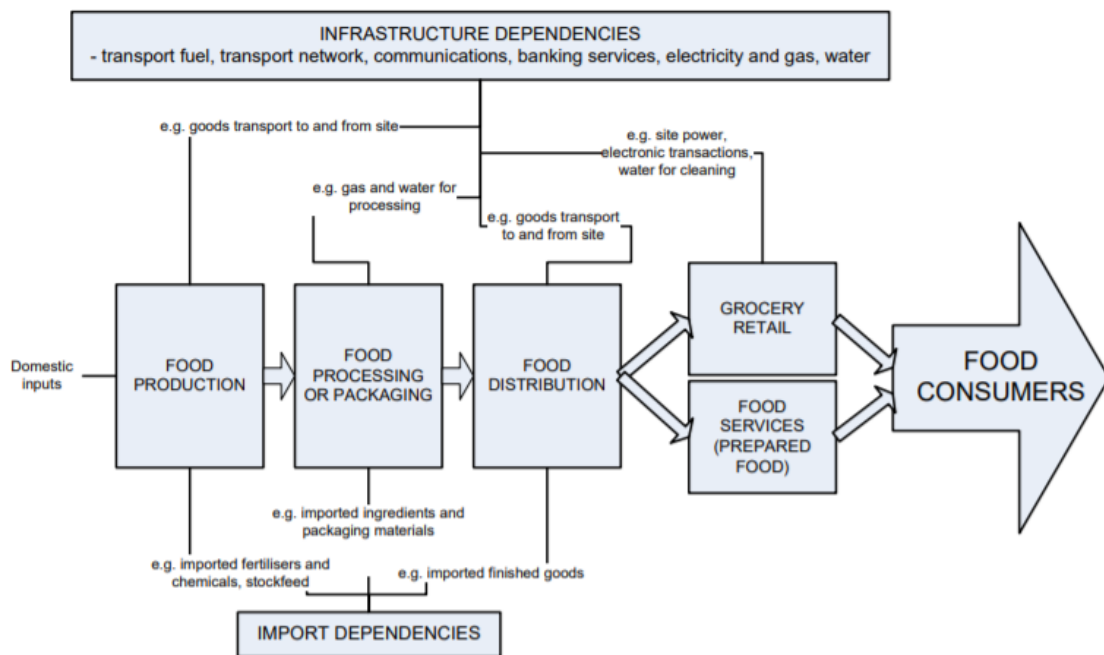 INFRASTRUCTURE DEPENDENCIES
- transport fuel, transport network, communications, banking services, electricity and gas, water
e.g. goods transport to and from site
e.g. site power,
electronic transactions,
water for cleaning
e.g. gas and water for
processing
e.g. goods transport
to and from site
Domestic
inputs
FOOD
PRODUCTION
FOOD
PROCESSING
OR PACKAGING
FOOD
DISTRIBUTION
GROCERY
RETAIL
FOOD
SERVICES
(PREPARED
FOOD)
FOOD
CONSUMERS
e.g. imported ingredients and
packaging materials
e.g. imported fertilisers and
chemicals, stockfeed
e.g. imported finished goods
IMPORT DEPENDENCIES